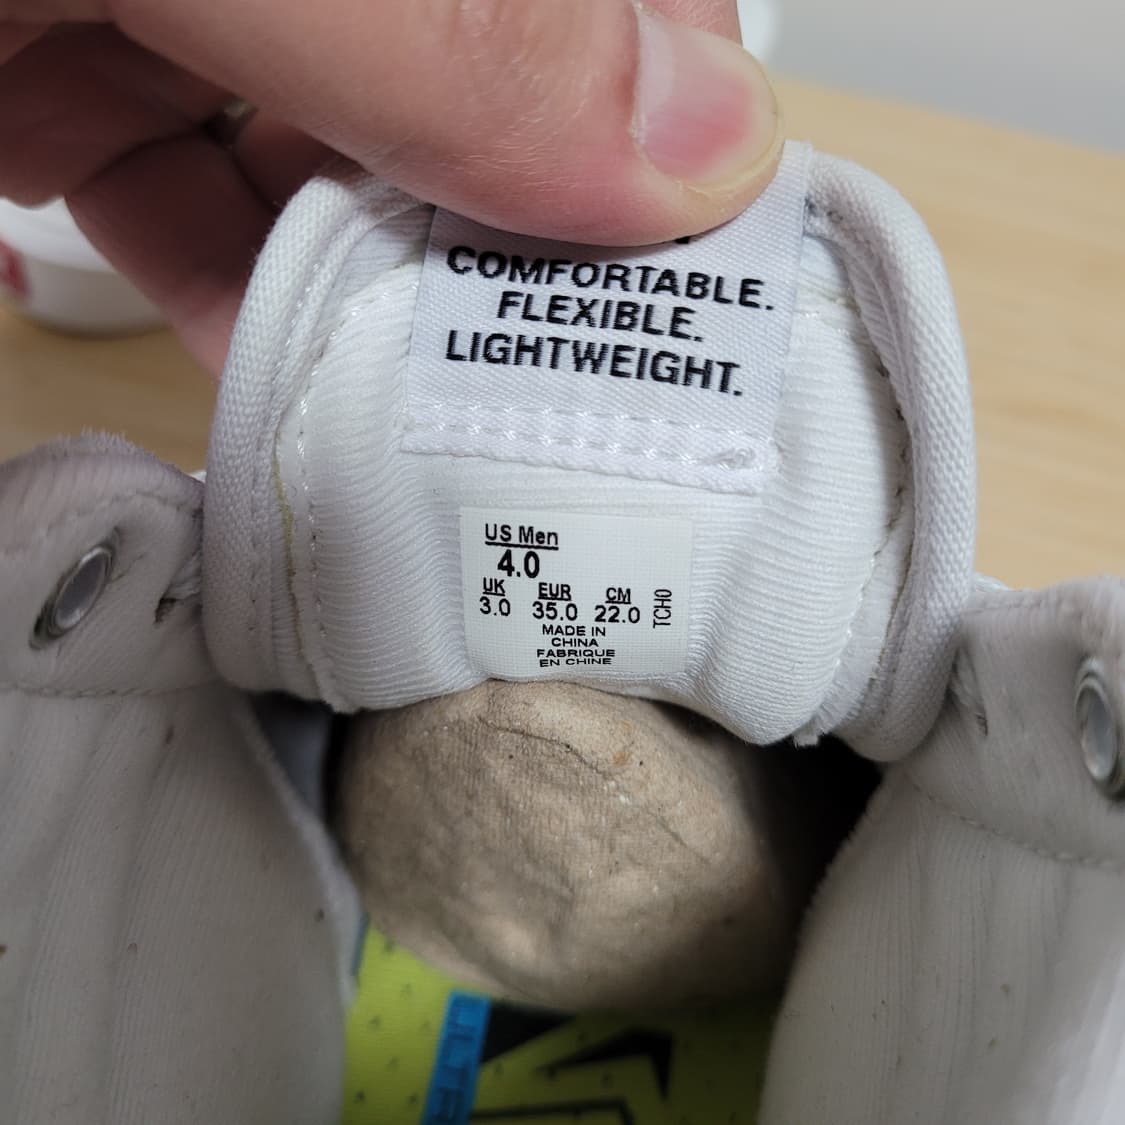 COMFORTABLE.
FLEXIBLE.
LIGHTWEIGHT.
US Men
4.0
UK EUR CM
3.0 35.0 22.0
TCHO
MADE IN
CHINA
FABRIQUE
EN CHINE